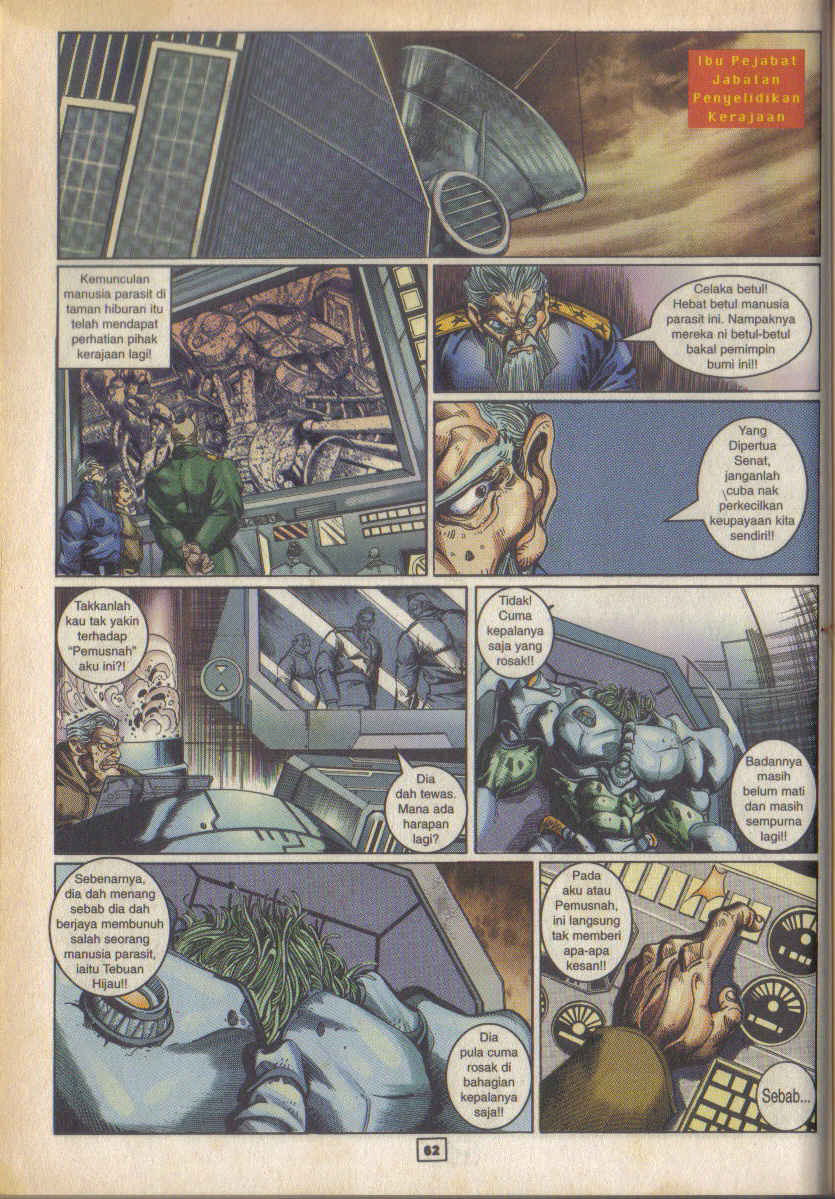 Ibu Pejabat
Jabatan
Penyelidikan
Kerajaan
Kemunculan
manusia parasit di
taman hiburan itu
telah mendapat
perhatian pihak
kerajaan lagi!
Celaka betul!
Hebat betul manusia
parasit ini. Nampaknya
mereka ni betul-betul
bakal pemimpin
bumi ini!!
Yang
Dipertua
Senat,
janganlah
cuba nak
perkecilkan
keupayaan kita
sendiri!!
Takkanlah
kau tak yakin
terhadap
"Pemusnah"
aku ini?!
Dia
dah tewas.
Mana ada
harapan
lagi?
Tidak!
Cuma
kepalanya
saja yang
rosak!!
Badannya
masih
belum mati
dan masih
sempurna
lagi!!
Sebenarnya,
dia dah menang
sebab dia dah
berjaya membunuh
salah seorang
manusia parasit,
iaitu Tebuan
Hijau!!
Dia
pula cuma
rosak di
bahagian
kepalanya
saja!!
Pada
aku atau
Pemusnah,
ini langsung
tak memberi
apa-apa
kesan!!
Sebab...
62